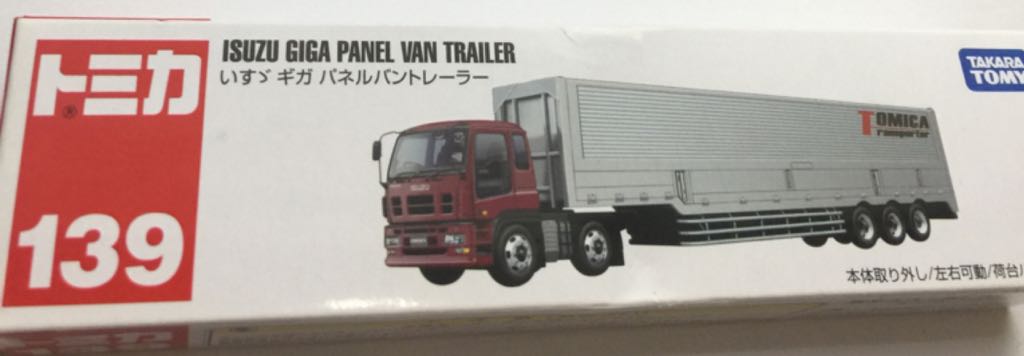 トミカ
®
139
ISUZU GIGA PANEL VAN TRAILER
いすゞ ギガ パネルバントレーラー
ISUZU
TOMICA
Transporter
TAKARA
TOMY
本体取り外し/左右可動/荷台